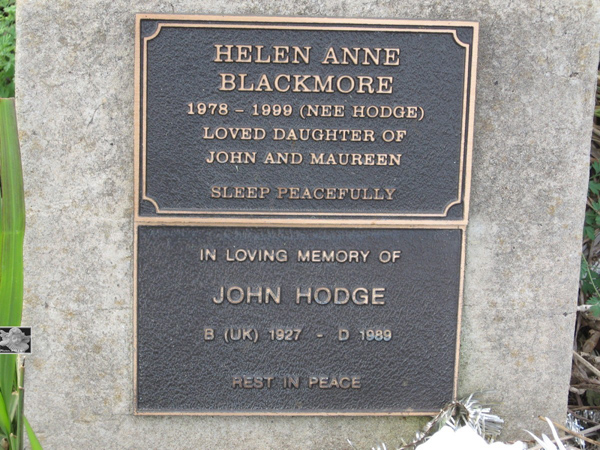 HELEN ANNE
BLACKMORE
1978 - 1999 (NEE HODGE)
LOVED DAUGHTER OF
JOHN AND MAUREEN
SLEEP PEACEFULLY
IN LOVING MEMORY OF
JOHN HODGE
B (UK) 1927 - D 1989
REST IN PEACE